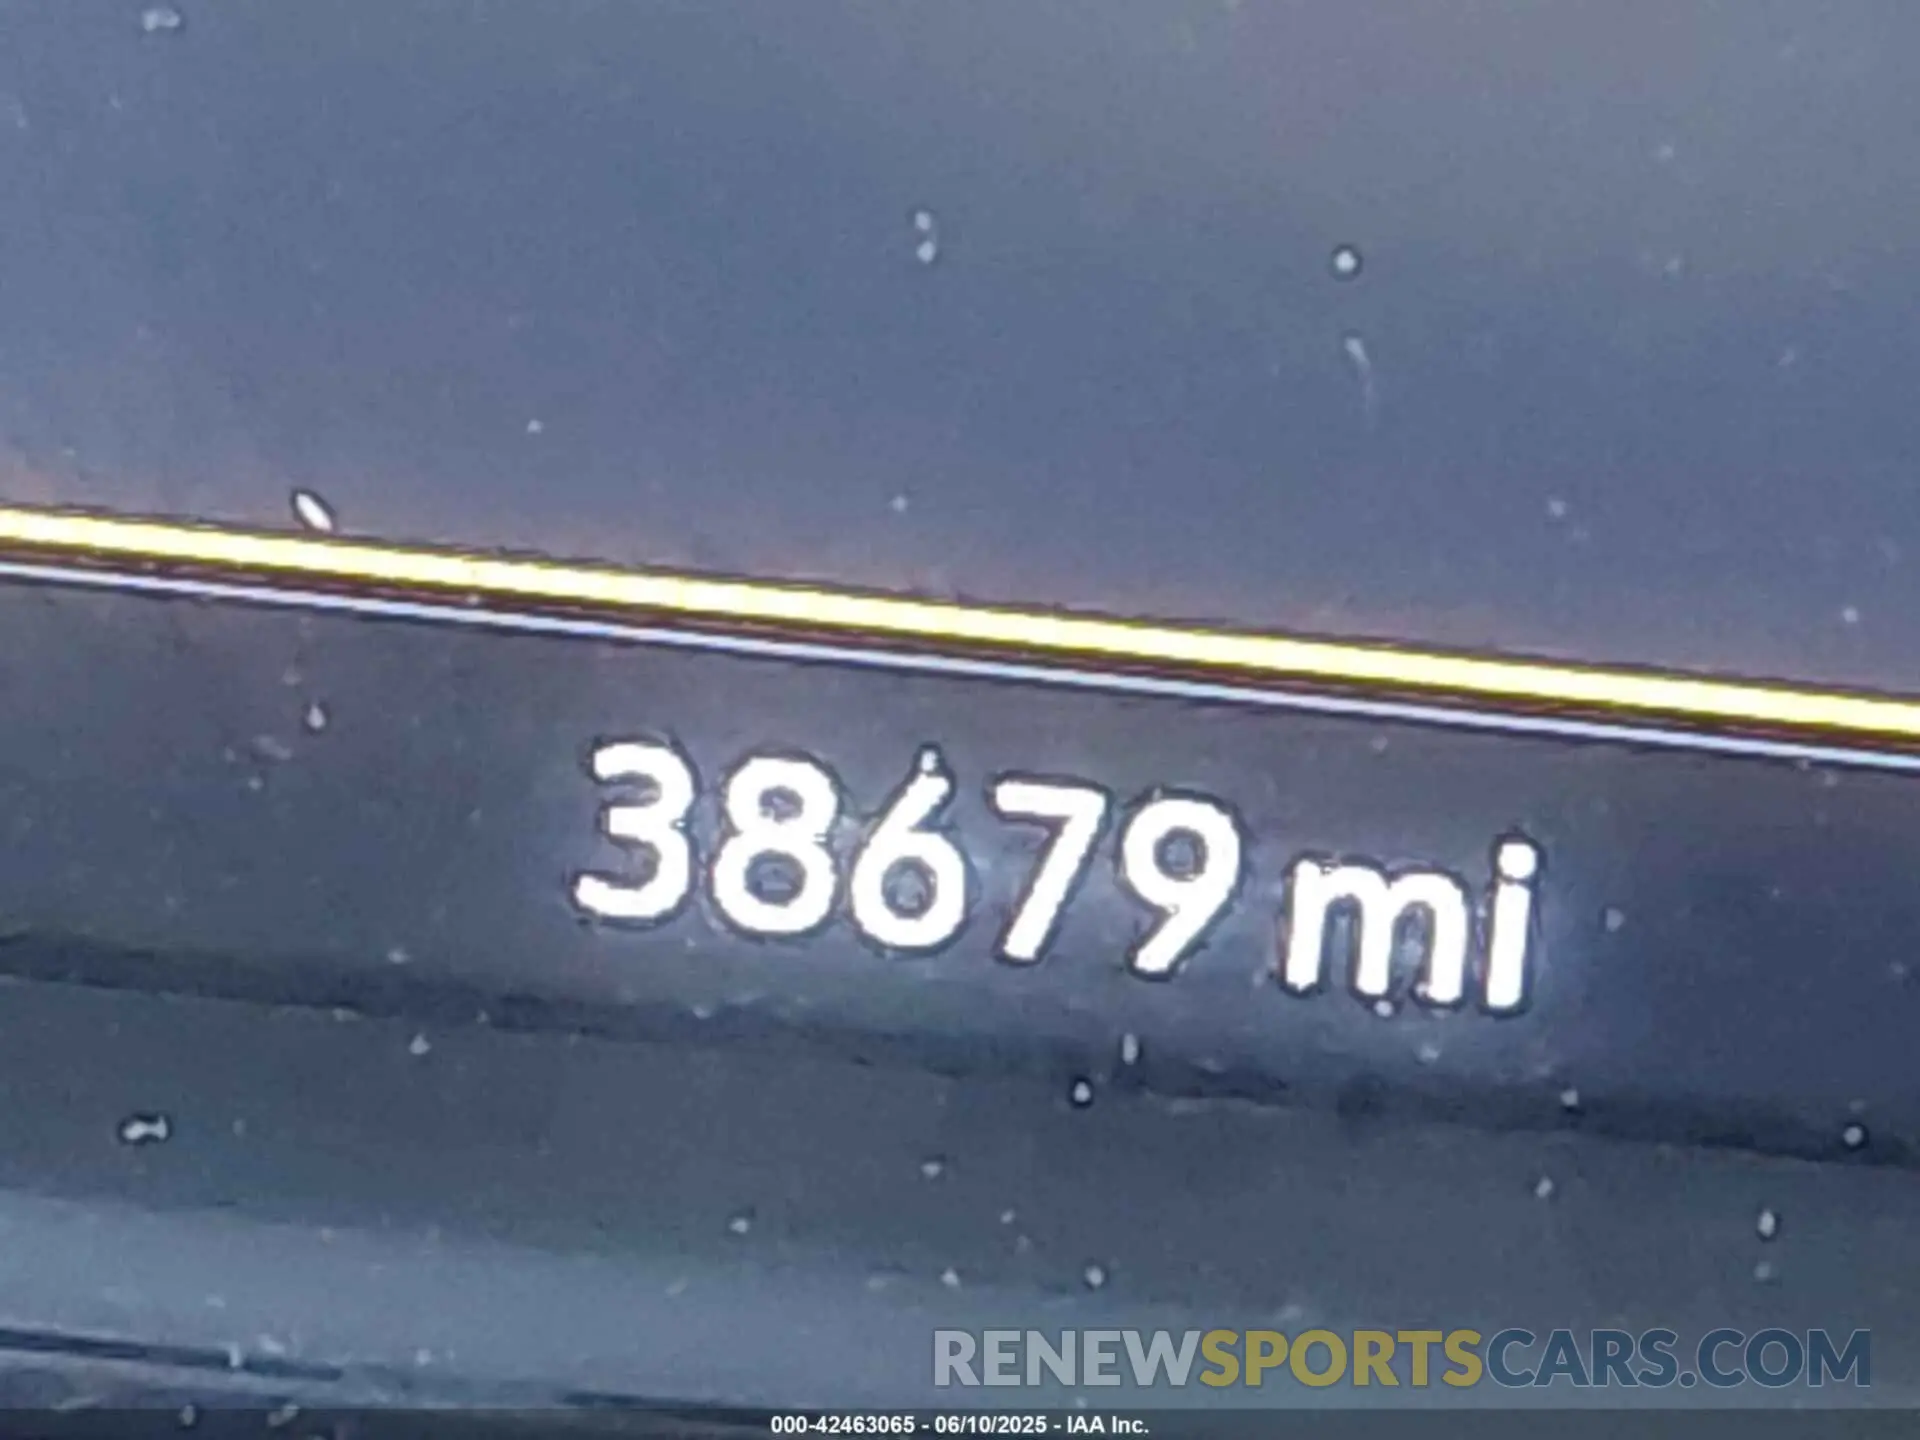 38679 mi
RENEWSPORTSCARS.COM
000-42463065 - 06/10/2025 - IAA Inc.